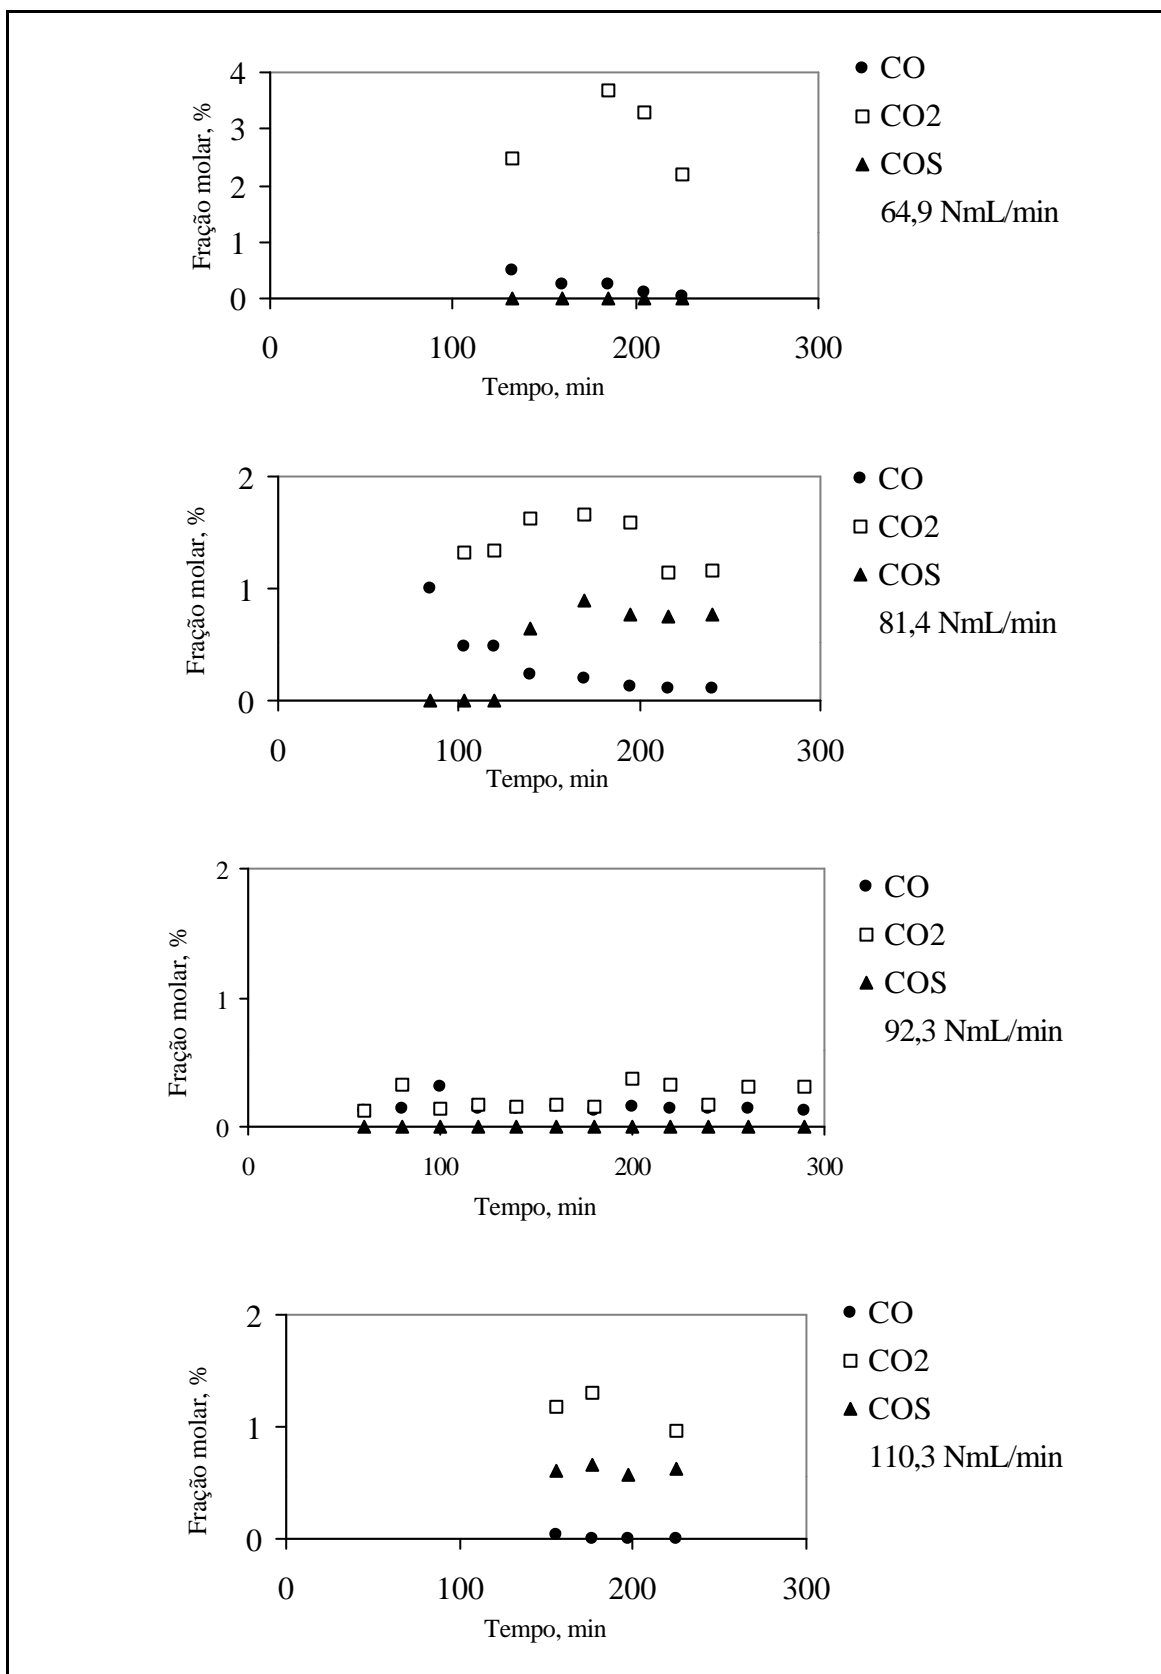 4
3
2
1
0
0 100 200 300
Fração molar, %
Tempo, min
CO
CO2
COS
64,9 NmL/min
2
1
0
0 100 200 300
Fração molar, %
Tempo, min
CO
CO2
COS
81,4 NmL/min
2
1
0
0 100 200 300
Fração molar, %
Tempo, min
CO
CO2
COS
92,3 NmL/min
2
1
0
0 100 200 300
Fração molar, %
Tempo, min
CO
CO2
COS
110,3 NmL/min